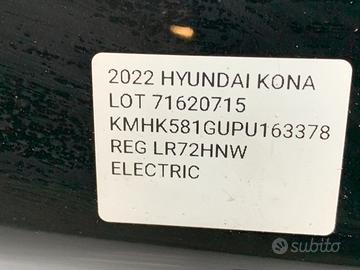 2022 HYUNDAI KONA
LOT 71620715
KMHK581GUPU163378
REG LR72HNW
ELECTRIC
subito